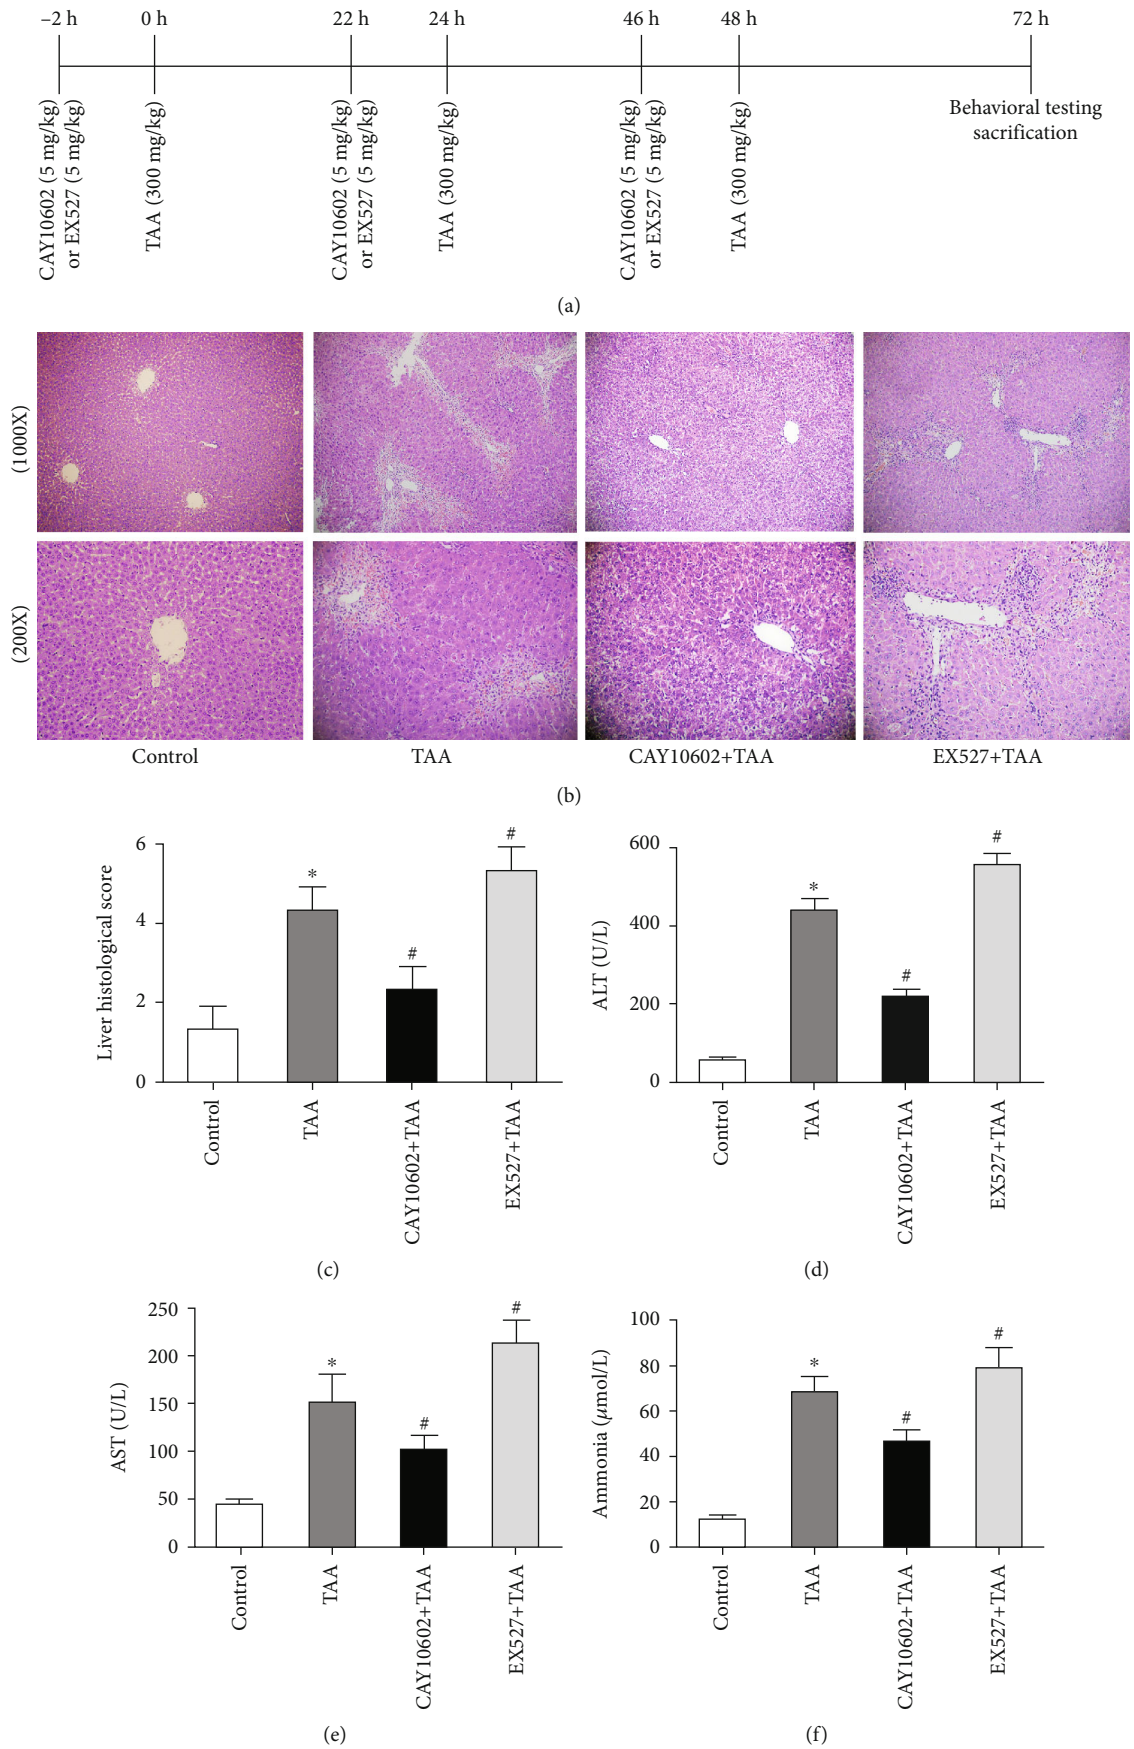 –2 h
0 h
22 h
24 h
46 h
48 h
72 h
CAY10602 (5 mg/kg)
or EX527 (5 mg/kg)
TAA (300 mg/kg)
CAY10602 (5 mg/kg)
or EX527 (5 mg/kg)
TAA (300 mg/kg)
CAY10602 (5 mg/kg)
or EX527 (5 mg/kg)
TAA (300 mg/kg)
Behavioral testing
sacrification
(a)
(1000X)
(200X)
Control
TAA
CAY10602+TAA
EX527+TAA
(b)
Liver histological score
6
4
2
0
*
#
#
Control
TAA
CAY10602+TAA
EX527+TAA
(c)
ALT (U/L)
600
400
200
0
*
#
#
Control
TAA
CAY10602+TAA
EX527+TAA
(d)
AST (U/L)
250
200
150
100
50
0
*
#
#
Control
TAA
CAY10602+TAA
EX527+TAA
(e)
Ammonia (μmol/L)
100
80
60
40
20
0
*
#
#
Control
TAA
CAY10602+TAA
EX527+TAA
(f)